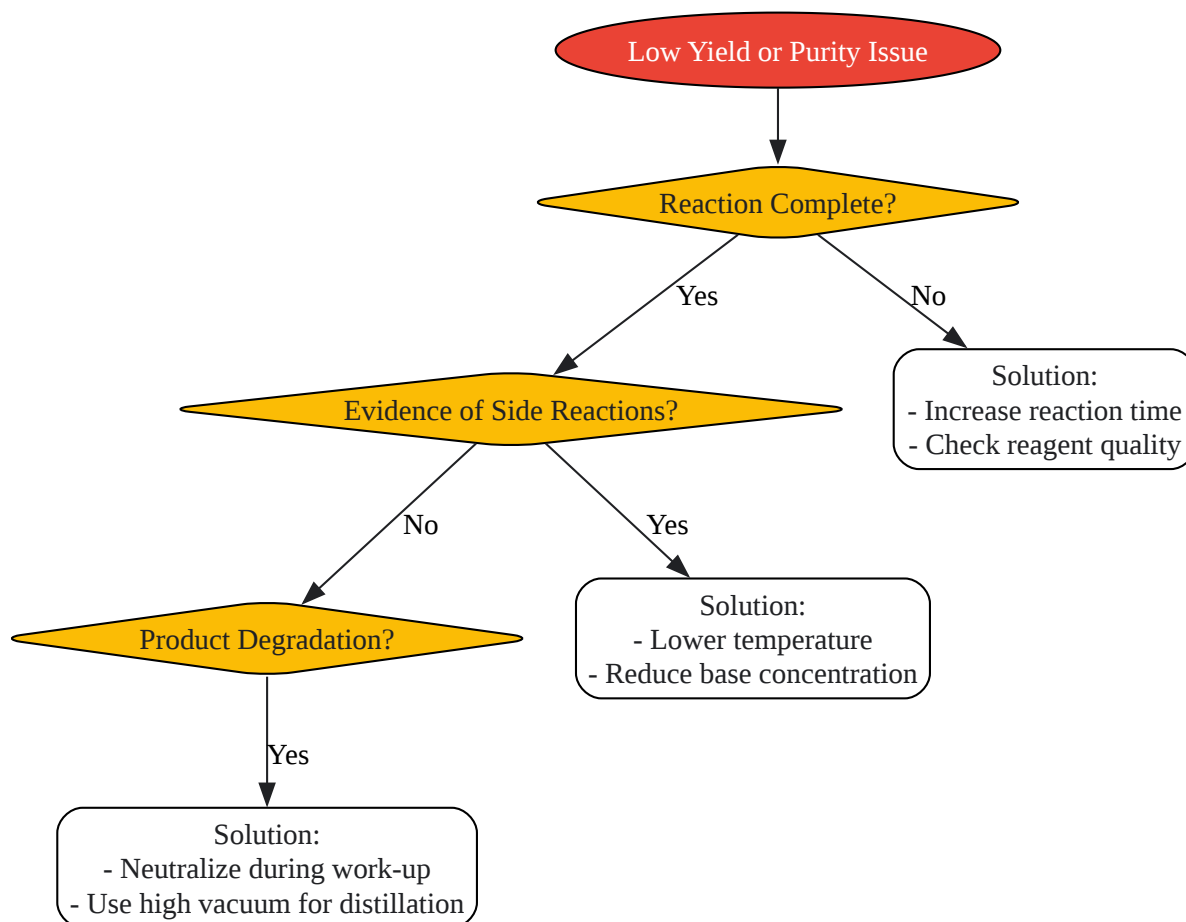 Low Yield or Purity Issue
Reaction Complete?
Yes
No
Solution:
- Increase reaction time
- Check reagent quality
Evidence of Side Reactions?
No
Yes
Solution:
- Lower temperature
- Reduce base concentration
Product Degradation?
Yes
Solution:
- Neutralize during work-up
- Use high vacuum for distillation